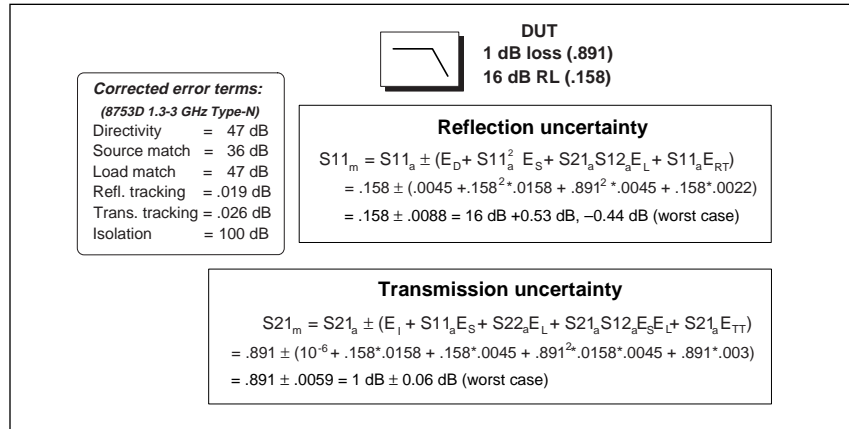 DUT
1 dB loss (.891)
16 dB RL (.158)
Corrected error terms:
(8753D 1.3-3 GHz Type-N)
Directivity = 47 dB
Source match = 36 dB
Load match = 47 dB
Refl. tracking = .019 dB
Trans. tracking = .026 dB
Isolation = 100 dB
Reflection uncertainty
S11m = S11a ± (ED+ S11a² ES + S21aS12aEL + S11aERT)
= .158 ± (.0045 +.158²*.0158 + .891²*.0045 + .158*.0022)
= .158 ± .0088 = 16 dB +0.53 dB, –0.44 dB (worst case)
Transmission uncertainty
S21m = S21a ± (EI + S11aES + S22aEL + S21aS12aESEL+ S21aETT)
= .891 ± (10⁻⁶ + .158*.0158 + .158*.0045 + .891²*.0158*.0045 + .891*.003)
= .891 ± .0059 = 1 dB ± 0.06 dB (worst case)